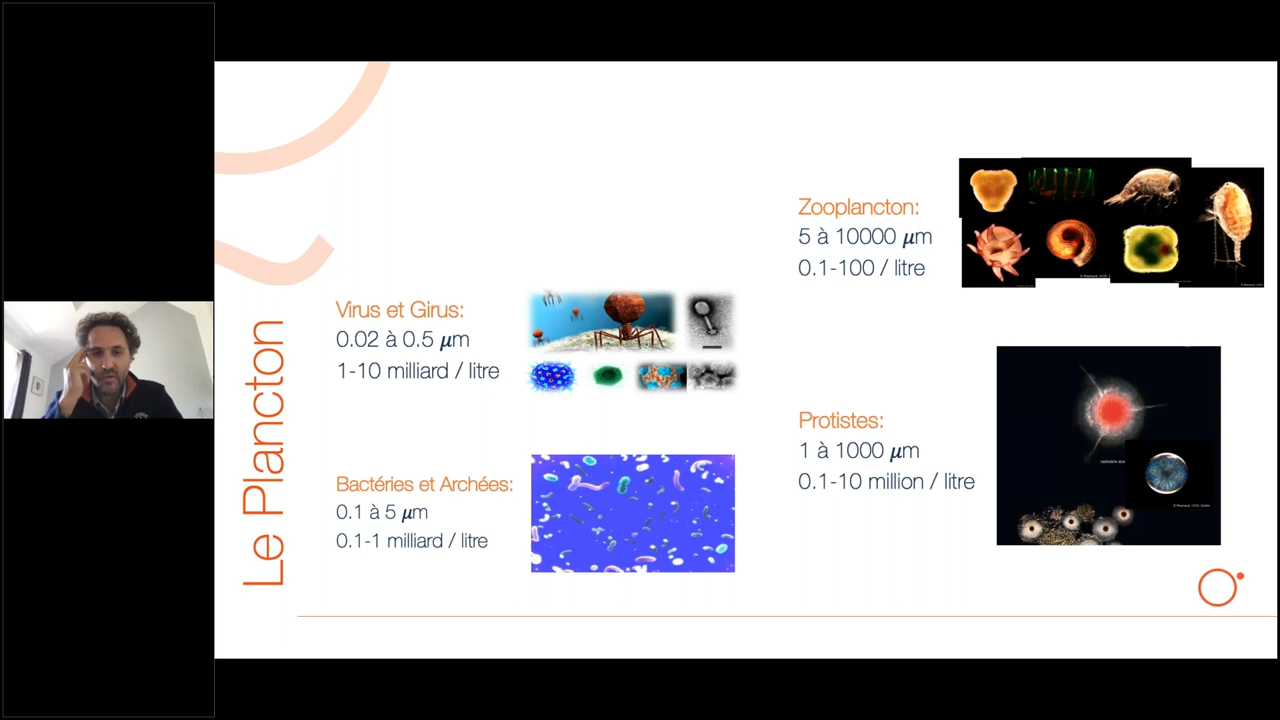 Le Plancton
Virus et Girus:
0.02 à 0.5 µm
1-10 milliard / litre
Bactéries et Archées:
0.1 à 5 µm
0.1-1 milliard / litre
Zooplancton:
5 à 10000 µm
0.1-100 / litre
Protistes:
1 à 1000 µm
0.1-10 million / litre